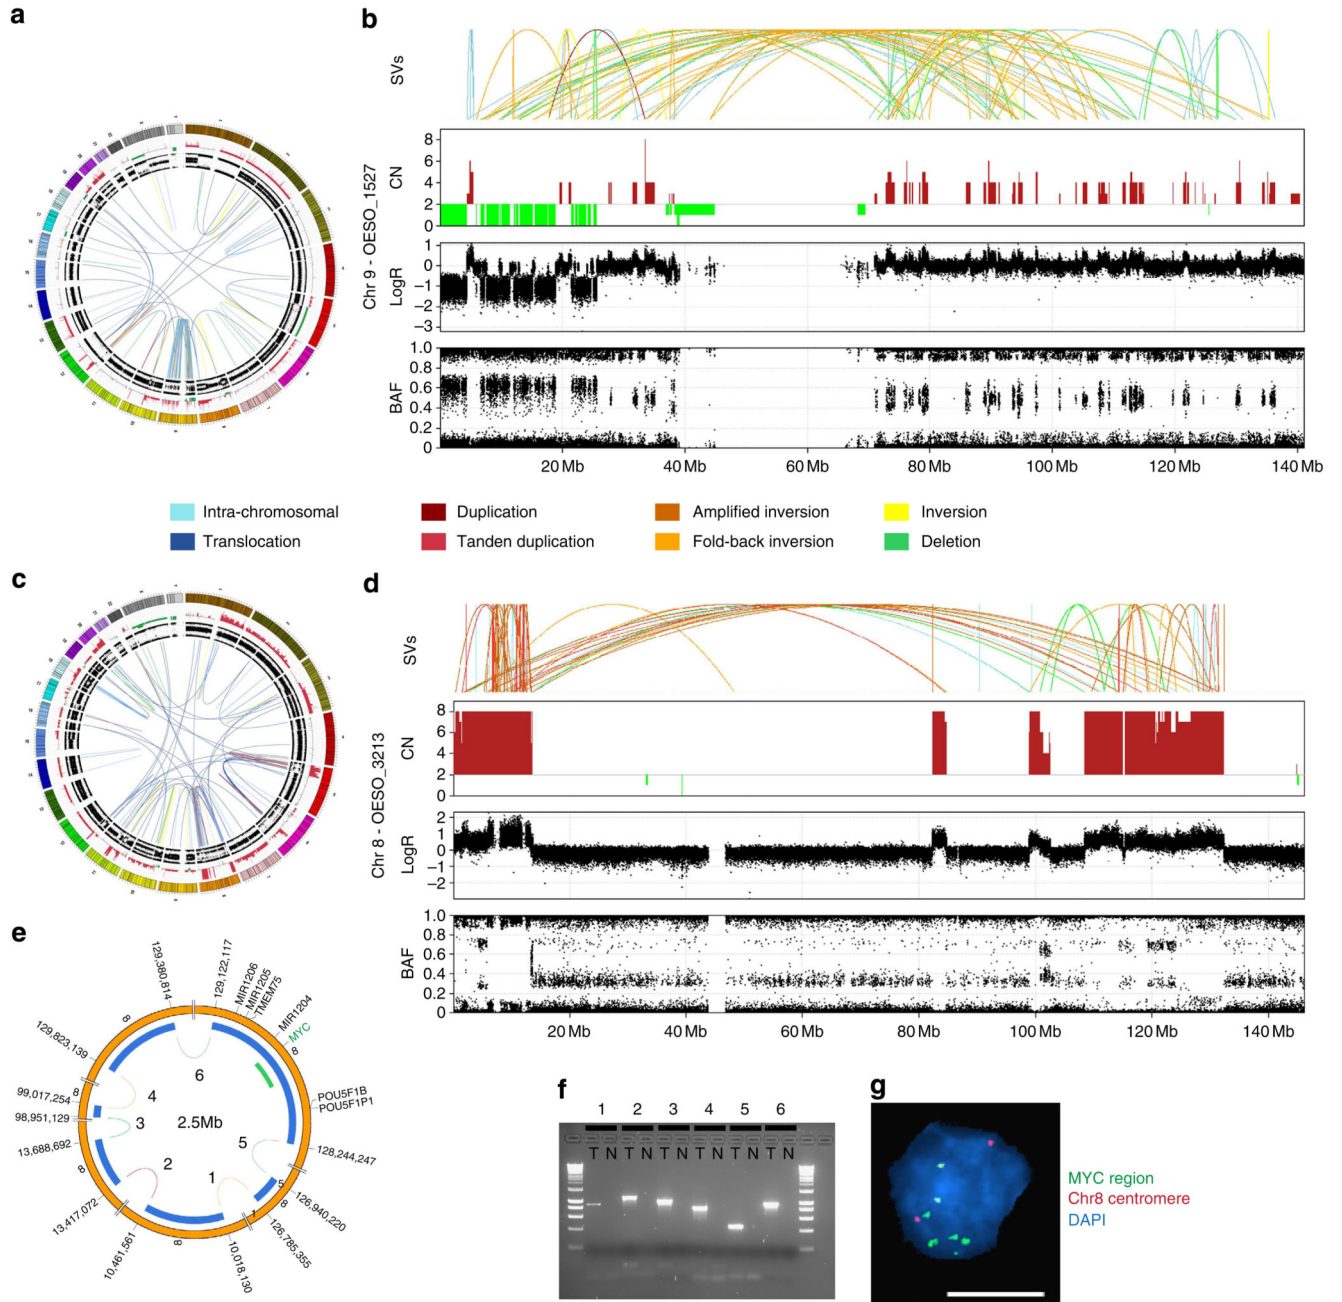 a
b
SVs
Chr 9 - OESO_1527
CN
8
6
4
2
0
LogR
1
0
−1
−2
−3
BAF
1.0
0.8
0.6
0.4
0.2
0
20 Mb
40 Mb
60 Mb
80 Mb
100 Mb
120 Mb
140 Mb
Intra-chromosomal
Duplication
Amplified inversion
Inversion
Translocation
Tanden duplication
Fold-back inversion
Deletion
c
d
SVs
Chr 8 - OESO_3213
CN
8
6
4
2
0
LogR
2
1
0
−1
−2
BAF
1.0
0.8
0.6
0.4
0.2
0
20 Mb
40 Mb
60 Mb
80 Mb
100 Mb
120 Mb
140 Mb
e
129,380,814
129,122,117
MIR1206
MIR1205
TMEM75
MIR1204
MYC
8
8
129,823,139
6
8
99,017,254
4
POU5F1B
POU5F1P1
98,951,129
3
2.5Mb
5
13,688,692
128,244,247
2
1
8
5
126,940,220
8
13,417,072
1
126,785,355
10,461,561
8
10,018,130
f
1 2 3 4 5 6
T N T N T N T N T N T N
g
MYC region
Chr8 centromere
DAPI